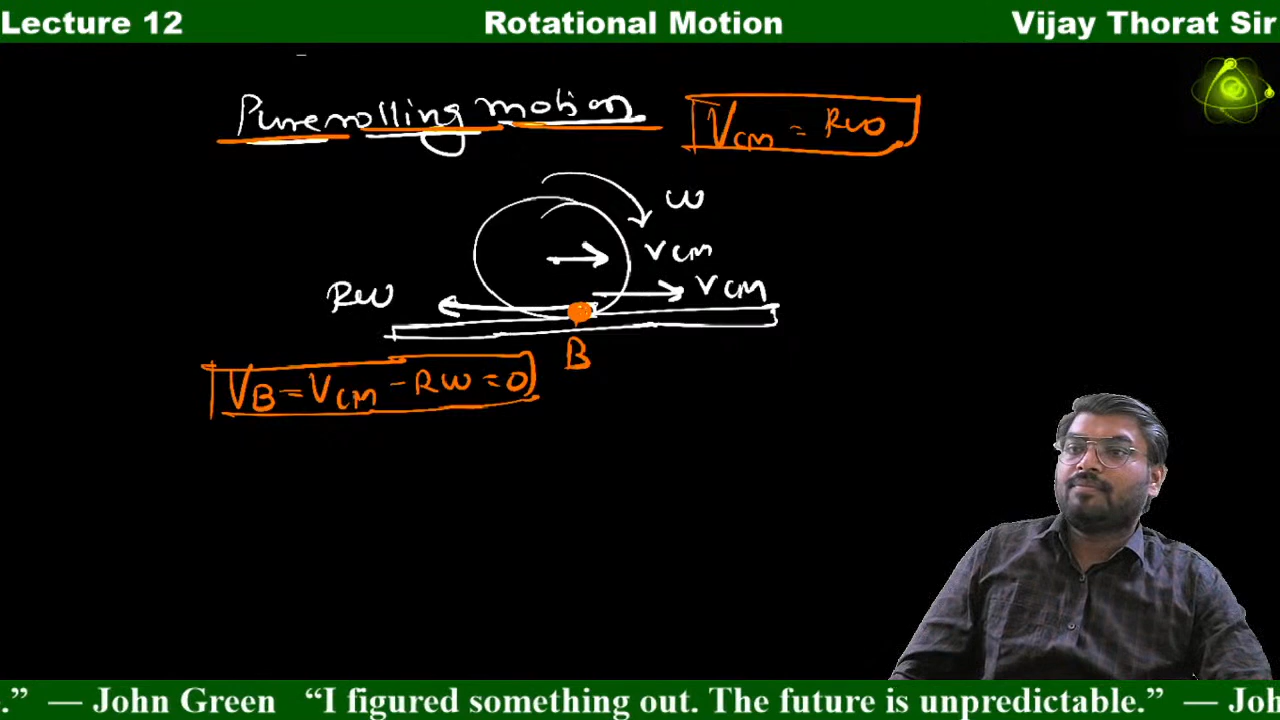 Lecture 12 Rotational Motion Vijay Thorat Sir
Pure rolling motion VCM = Rω
ω
VCM
Rω VCM
B
VB = VCM - Rω = 0
.” — John Green “I figured something out. The future is unpredictable.” — Joh